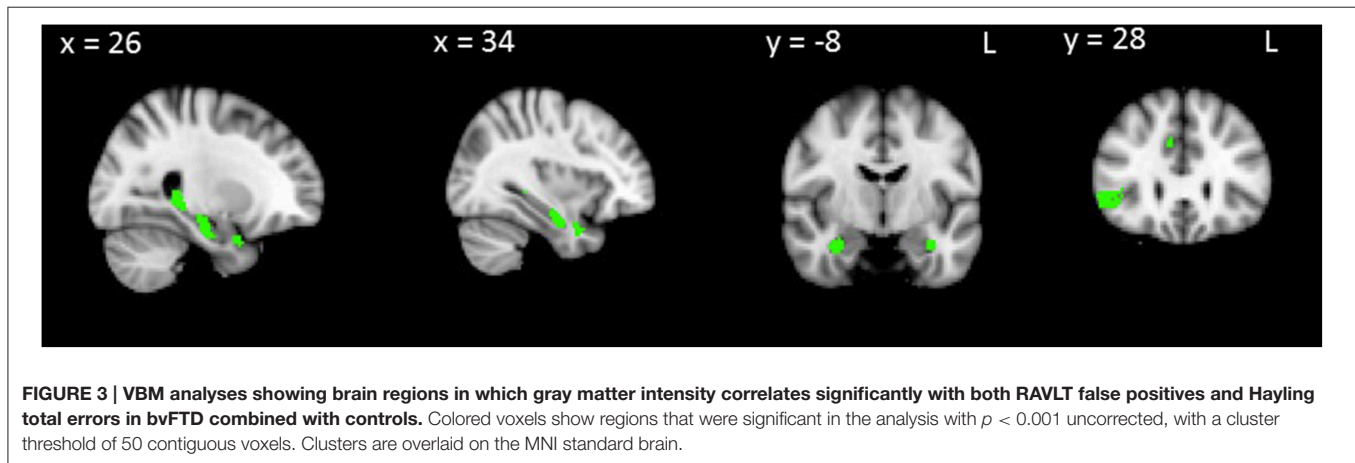 x = 26
x = 34
y = -8
L
y = 28
L
FIGURE 3 | VBM analyses showing brain regions in which gray matter intensity correlates significantly with both RAVLT false positives and Hayling
total errors in bvFTD combined with controls. Colored voxels show regions that were significant in the analysis with p < 0.001 uncorrected, with a cluster
threshold of 50 contiguous voxels. Clusters are overlaid on the MNI standard brain.